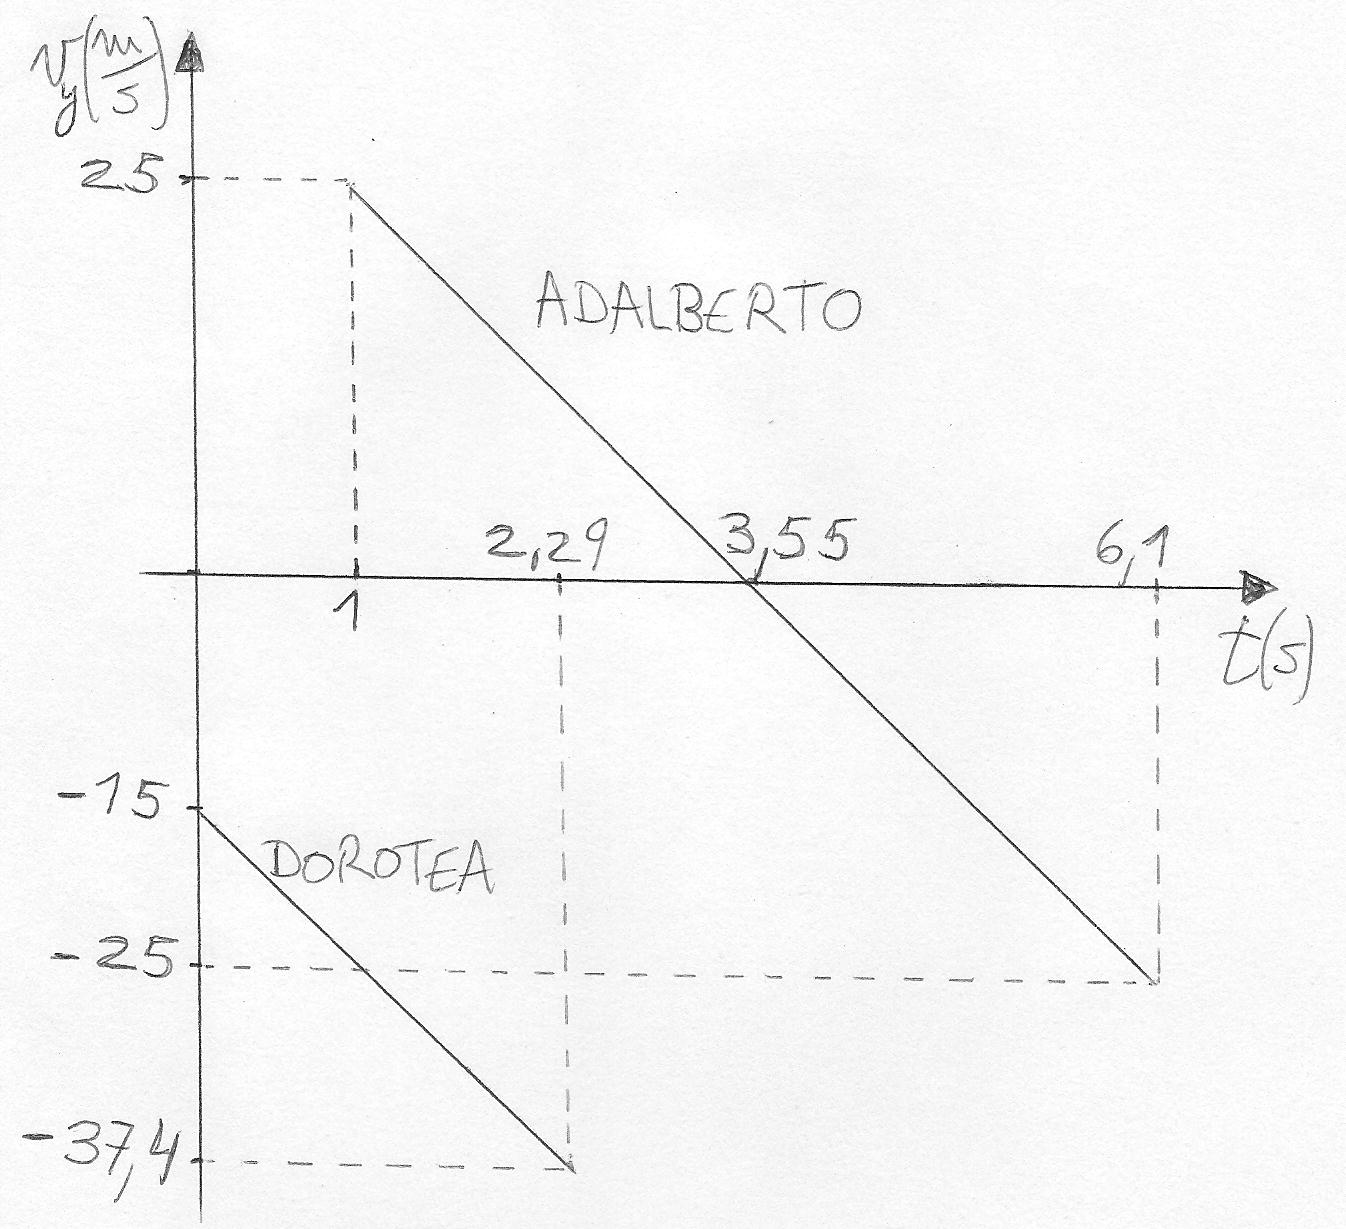 v_y(m/s)
25
ADALBERTO
2,29
3,55
6,1
1
t(s)
-15
DOROTEA
-25
-37,4